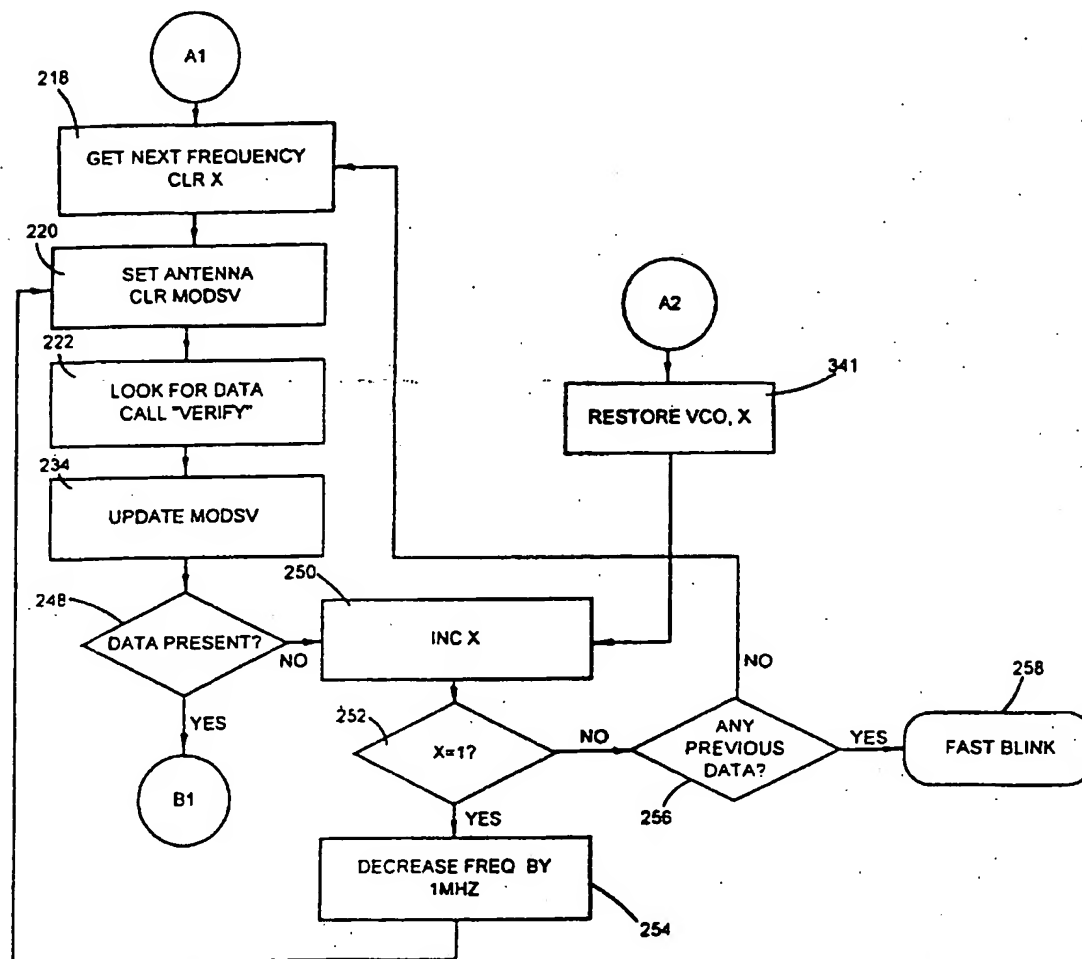 A1
218
GET NEXT FREQUENCY
CLR X
220
SET ANTENNA
CLR MODSV
A2
222
LOOK FOR DATA
CALL "VERIFY"
341
RESTORE VCO, X
234
UPDATE MODSV
250
248
DATA PRESENT?
NO
INC X
NO
258
YES
252
X=1?
NO
ANY
PREVIOUS
DATA?
YES
FAST BLINK
B1
256
YES
DECREASE FREQ BY
1MHZ
254